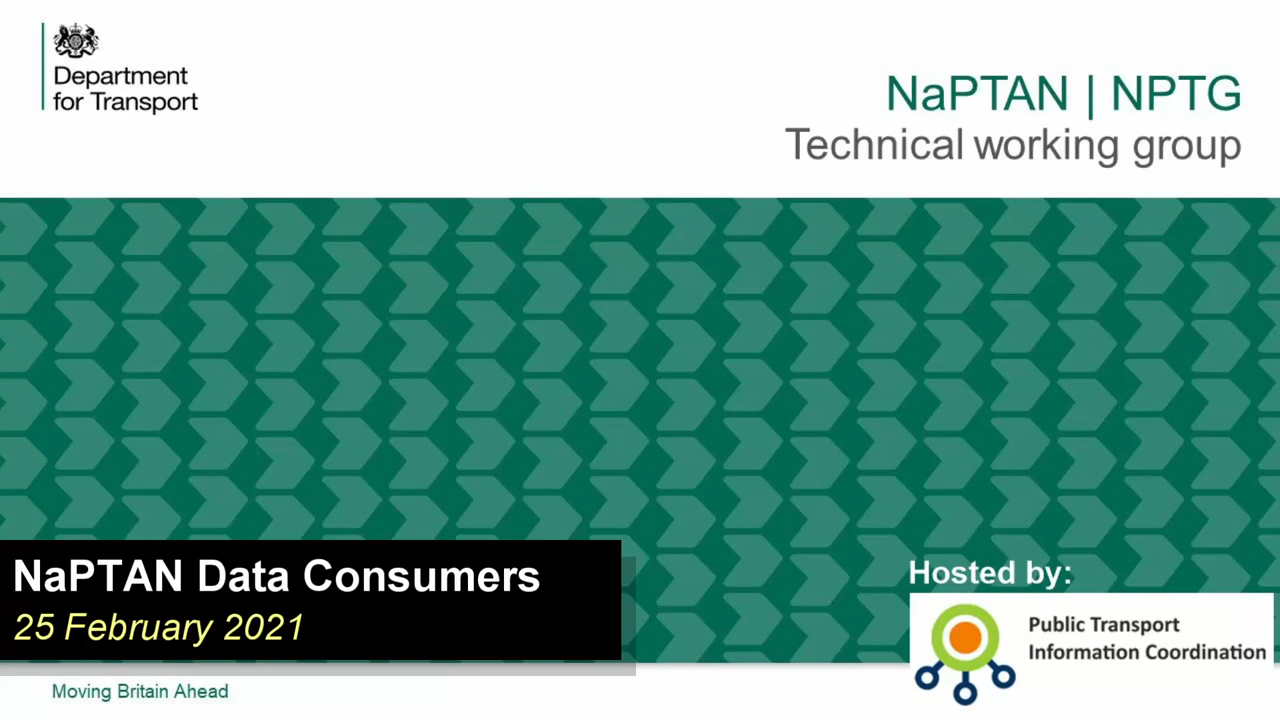 Department
for Transport
NaPTAN | NPTG
Technical working group
NaPTAN Data Consumers
25 February 2021
Hosted by:
Public Transport
Information Coordination
Moving Britain Ahead